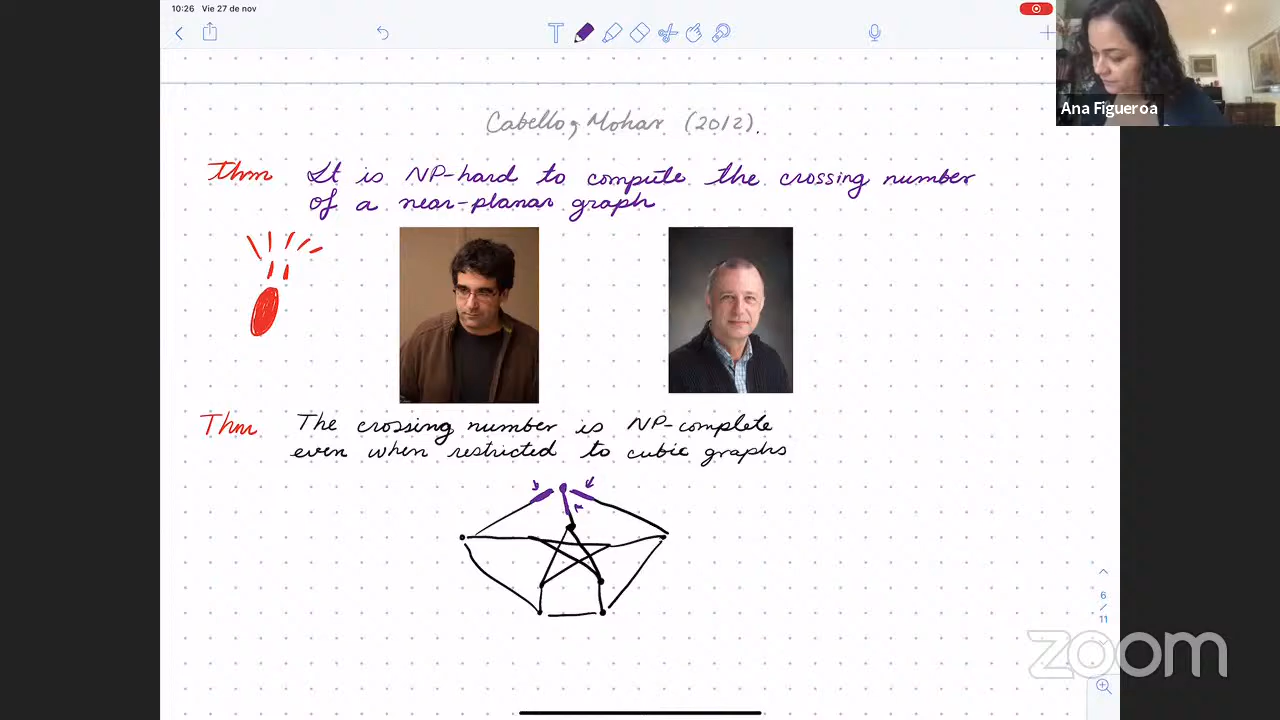 10:26 Vie 27 de nov
Ana Figueroa
Cabello, Mohar (2012).
Thm It is NP-hard to compute the crossing number
of a near-planar graph
Thm The crossing number is NP-complete
even when restricted to cubic graphs
6
/
11
zoom